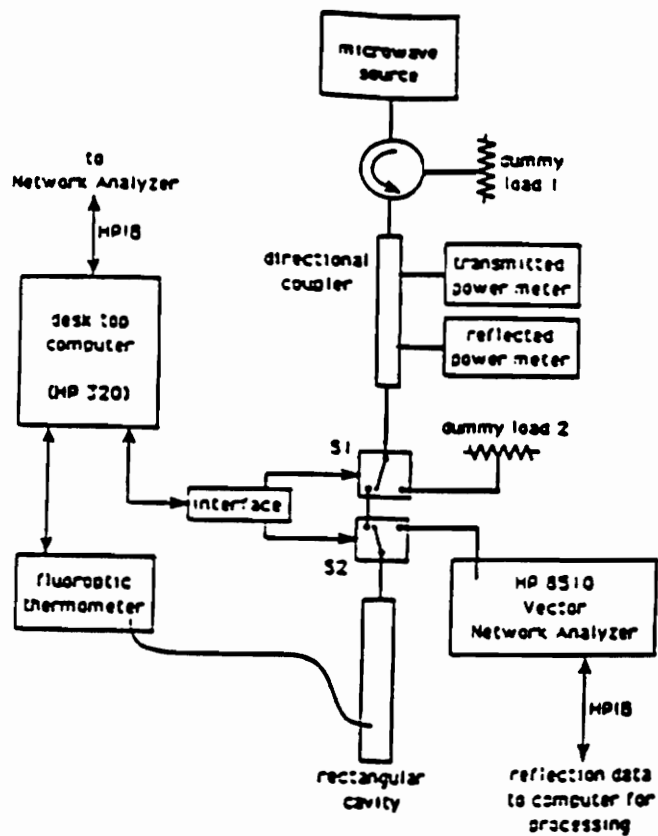 microwave
source
to
Network Analyzer
HPIB
dummy
load 1
directional
coupler
transmitted
power meter
reflected
power meter
desk top
computer
(HP 320)
dummy load 2
S1
interface
S2
fluoroptic
thermometer
HP 8510
Vector
Network Analyzer
HPIB
rectangular
cavity
reflection data
to computer for
processing